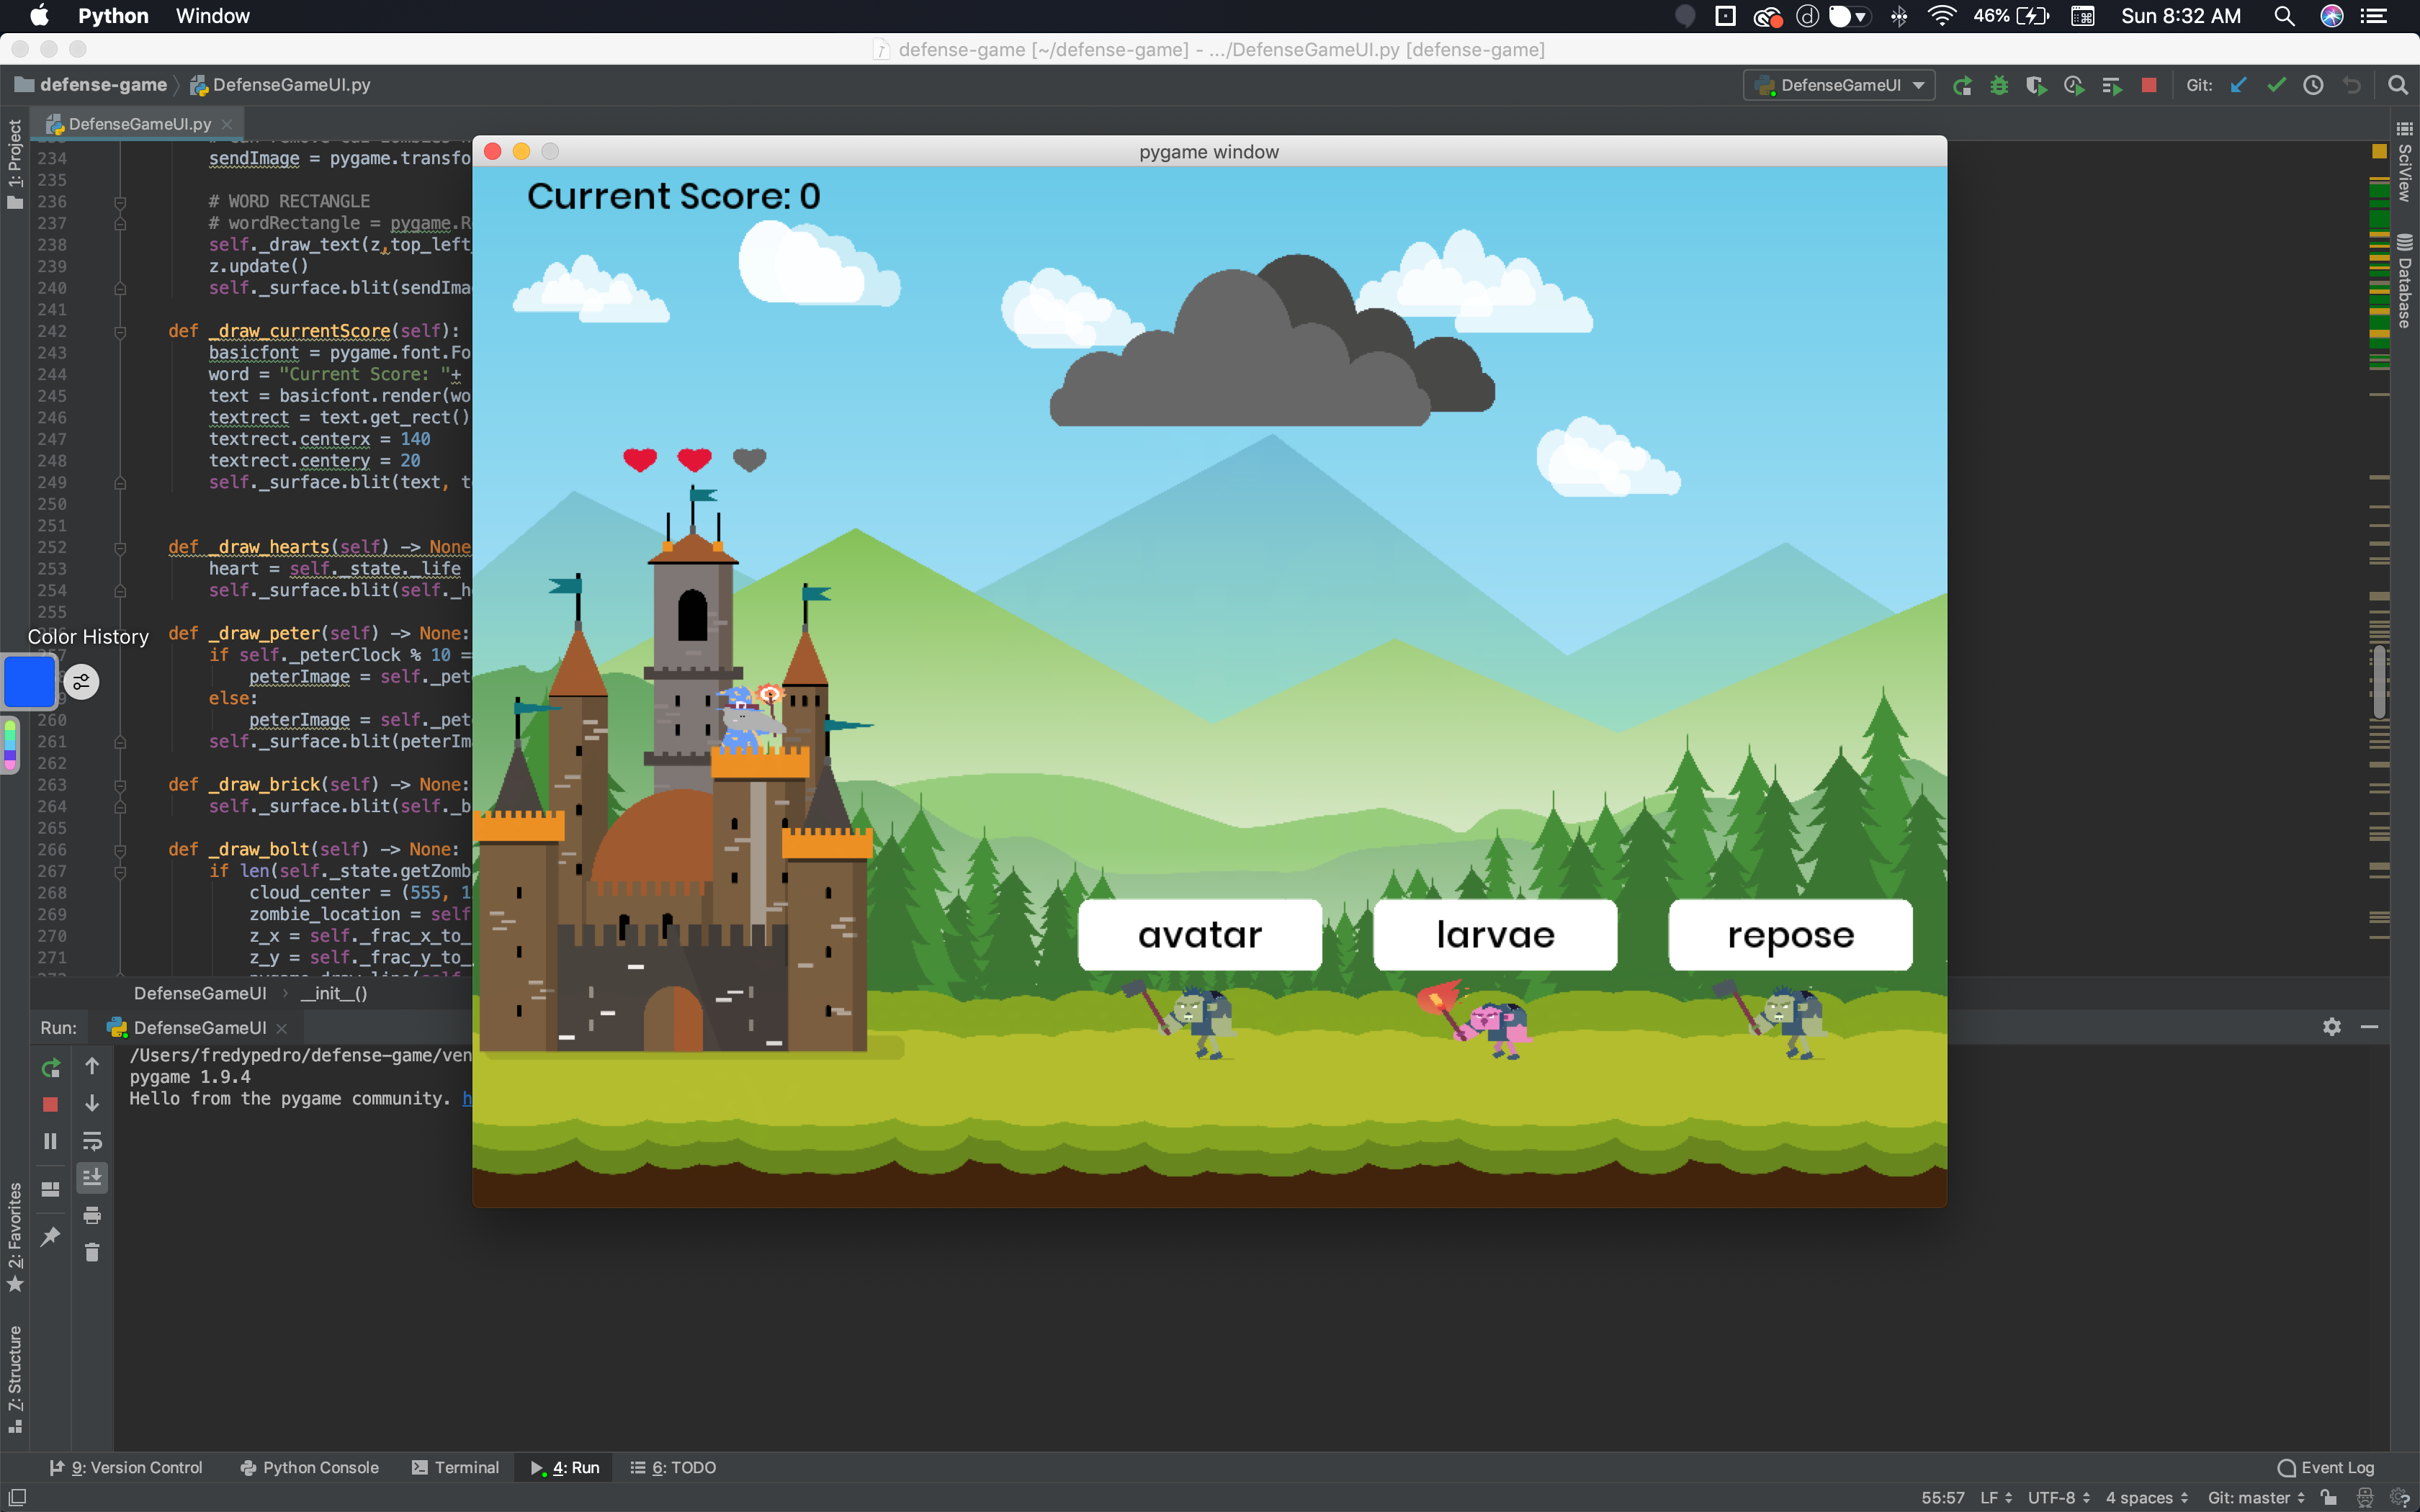 Python Window 46% Sun 8:32 AM
defense-game [~/defense-game] - .../DefenseGameUI.py [defense-game]
defense-game DefenseGameUI.py DefenseGameUI Git:
1: Project
DefenseGameUI.py
234 sendImage = pygame.transfo
235
236 # WORD RECTANGLE
237 # wordRectangle = pygame.R
238 self._draw_text(z,top_left
239 z.update()
240 self._surface.blit(sendIma
241
242 def _draw_currentScore(self):
243 basicfont = pygame.font.Fo
244 word = "Current Score: "+
245 text = basicfont.render(wo
246 textrect = text.get_rect()
247 textrect.centerx = 140
248 textrect.centery = 20
249 self._surface.blit(text, t
250
251
252 def _draw_hearts(self) -> None
253 heart = self._state._life
254 self._surface.blit(self._h
255
def _draw_peter(self) -> None:
Color History
257 if self._peterClock % 10 ==
peterImage = self._pet
else:
260 peterImage = self._pet
261 self._surface.blit(peterIm
262
263 def _draw_brick(self) -> None:
264 self._surface.blit(self._b
265
266 def _draw_bolt(self) -> None:
267 if len(self._state.getZomb
268 cloud_center = (555, 1
269 zombie_location = self
270 z_x = self._frac_x_to_
271 z_y = self._frac_y_to_
DefenseGameUI › __init__()
pygame window
Current Score: 0
avatar
larvae
repose
SciView
Database
Run: DefenseGameUI
/Users/fredypedro/defense-game/ven
pygame 1.9.4
Hello from the pygame community. h
2: Favorites
7: Structure
9: Version Control Python Console Terminal 4: Run 6: TODO Event Log
55:57 LF UTF-8 4 spaces Git: master